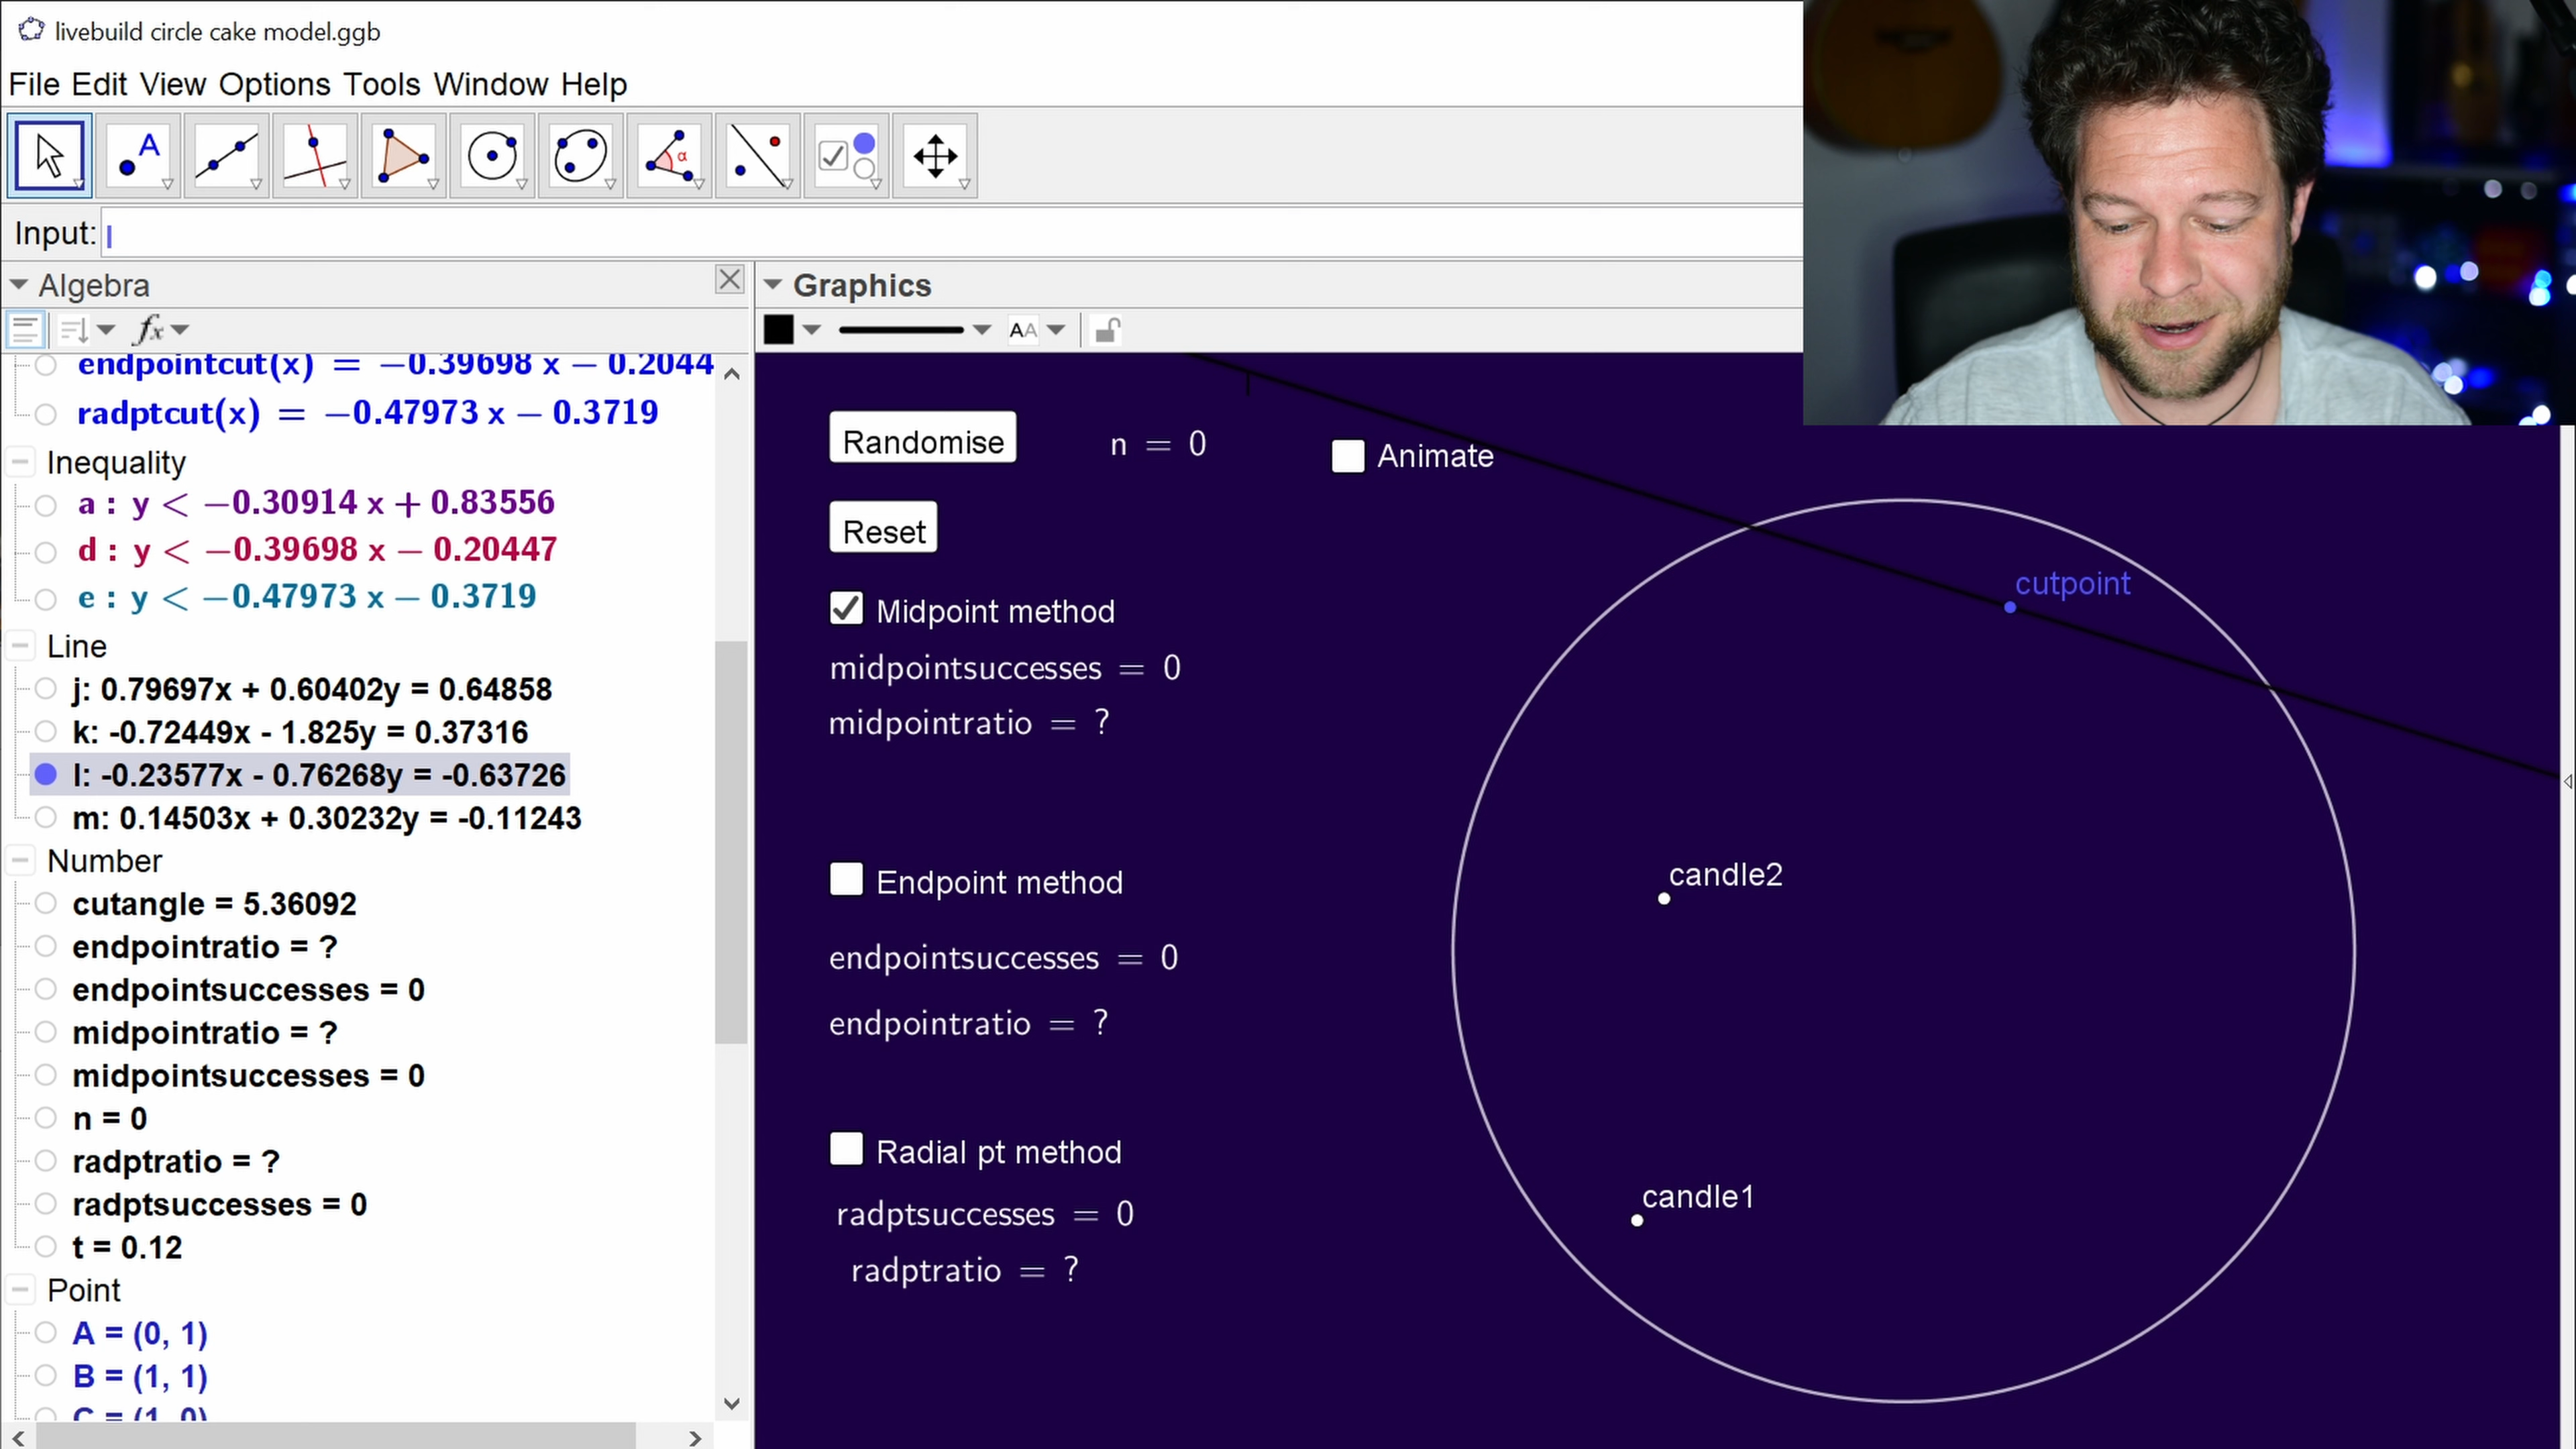 livebuild circle cake model.ggb
File Edit View Options Tools Window Help
A
α
Input:
Algebra
Graphics
fx
AA
endpointcut(x) = −0.39698 x − 0.2044
radptcut(x) = −0.47973 x − 0.3719
Inequality
a : y < −0.30914 x + 0.83556
d : y < −0.39698 x − 0.20447
e : y < −0.47973 x − 0.3719
Line
j: 0.79697x + 0.60402y = 0.64858
k: -0.72449x - 1.825y = 0.37316
l: -0.23577x - 0.76268y = -0.63726
m: 0.14503x + 0.30232y = -0.11243
Number
cutangle = 5.36092
endpointratio = ?
endpointsuccesses = 0
midpointratio = ?
midpointsuccesses = 0
n = 0
radptratio = ?
radptsuccesses = 0
t = 0.12
Point
A = (0, 1)
B = (1, 1)
C = (1, 0)
Randomise
n = 0
Animate
Reset
Midpoint method
midpointsuccesses = 0
midpointratio = ?
Endpoint method
endpointsuccesses = 0
endpointratio = ?
Radial pt method
radptsuccesses = 0
radptratio = ?
cutpoint
candle2
candle1